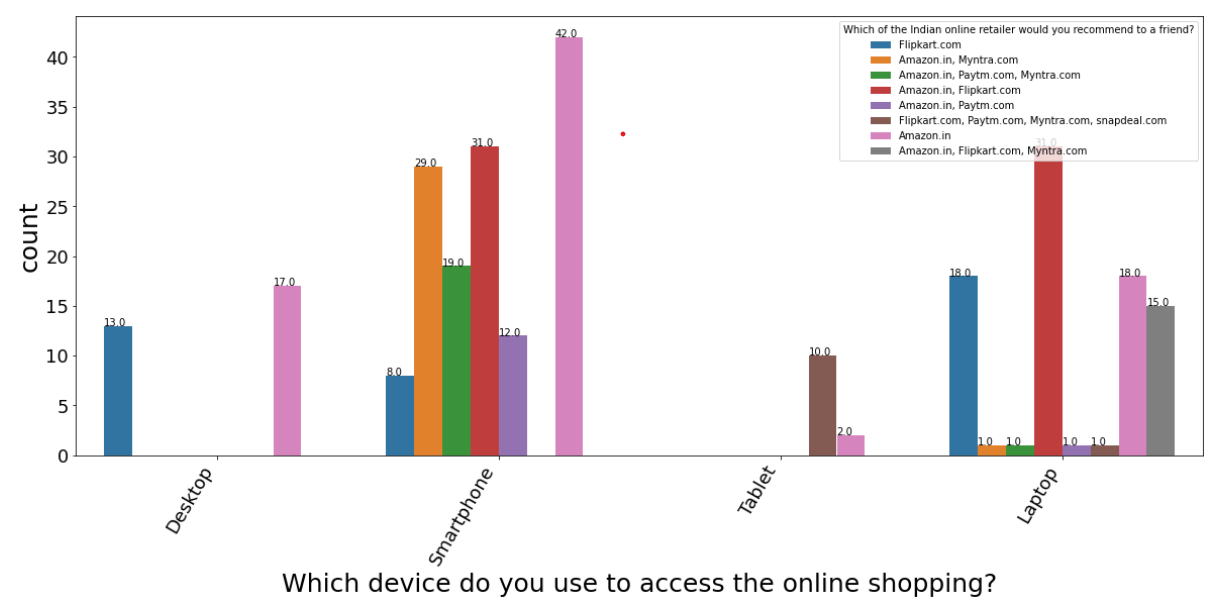 Which of the Indian online retailer would you recommend to a friend?
Flipkart.com
Amazon.in, Myntra.com
Amazon.in, Paytm.com, Myntra.com
Amazon.in, Flipkart.com
Amazon.in, Paytm.com
Flipkart.com, Paytm.com, Myntra.com, snapdeal.com
Amazon.in
Amazon.in, Flipkart.com, Myntra.com
count
40
35
30
25
20
15
10
5
0
13.0
17.0
8.0
29.0
19.0
31.0
12.0
42.0
10.0
2.0
18.0
1.0
1.0
31.0
1.0
1.0
18.0
15.0
Desktop
Smartphone
Tablet
Laptop
Which device do you use to access the online shopping?